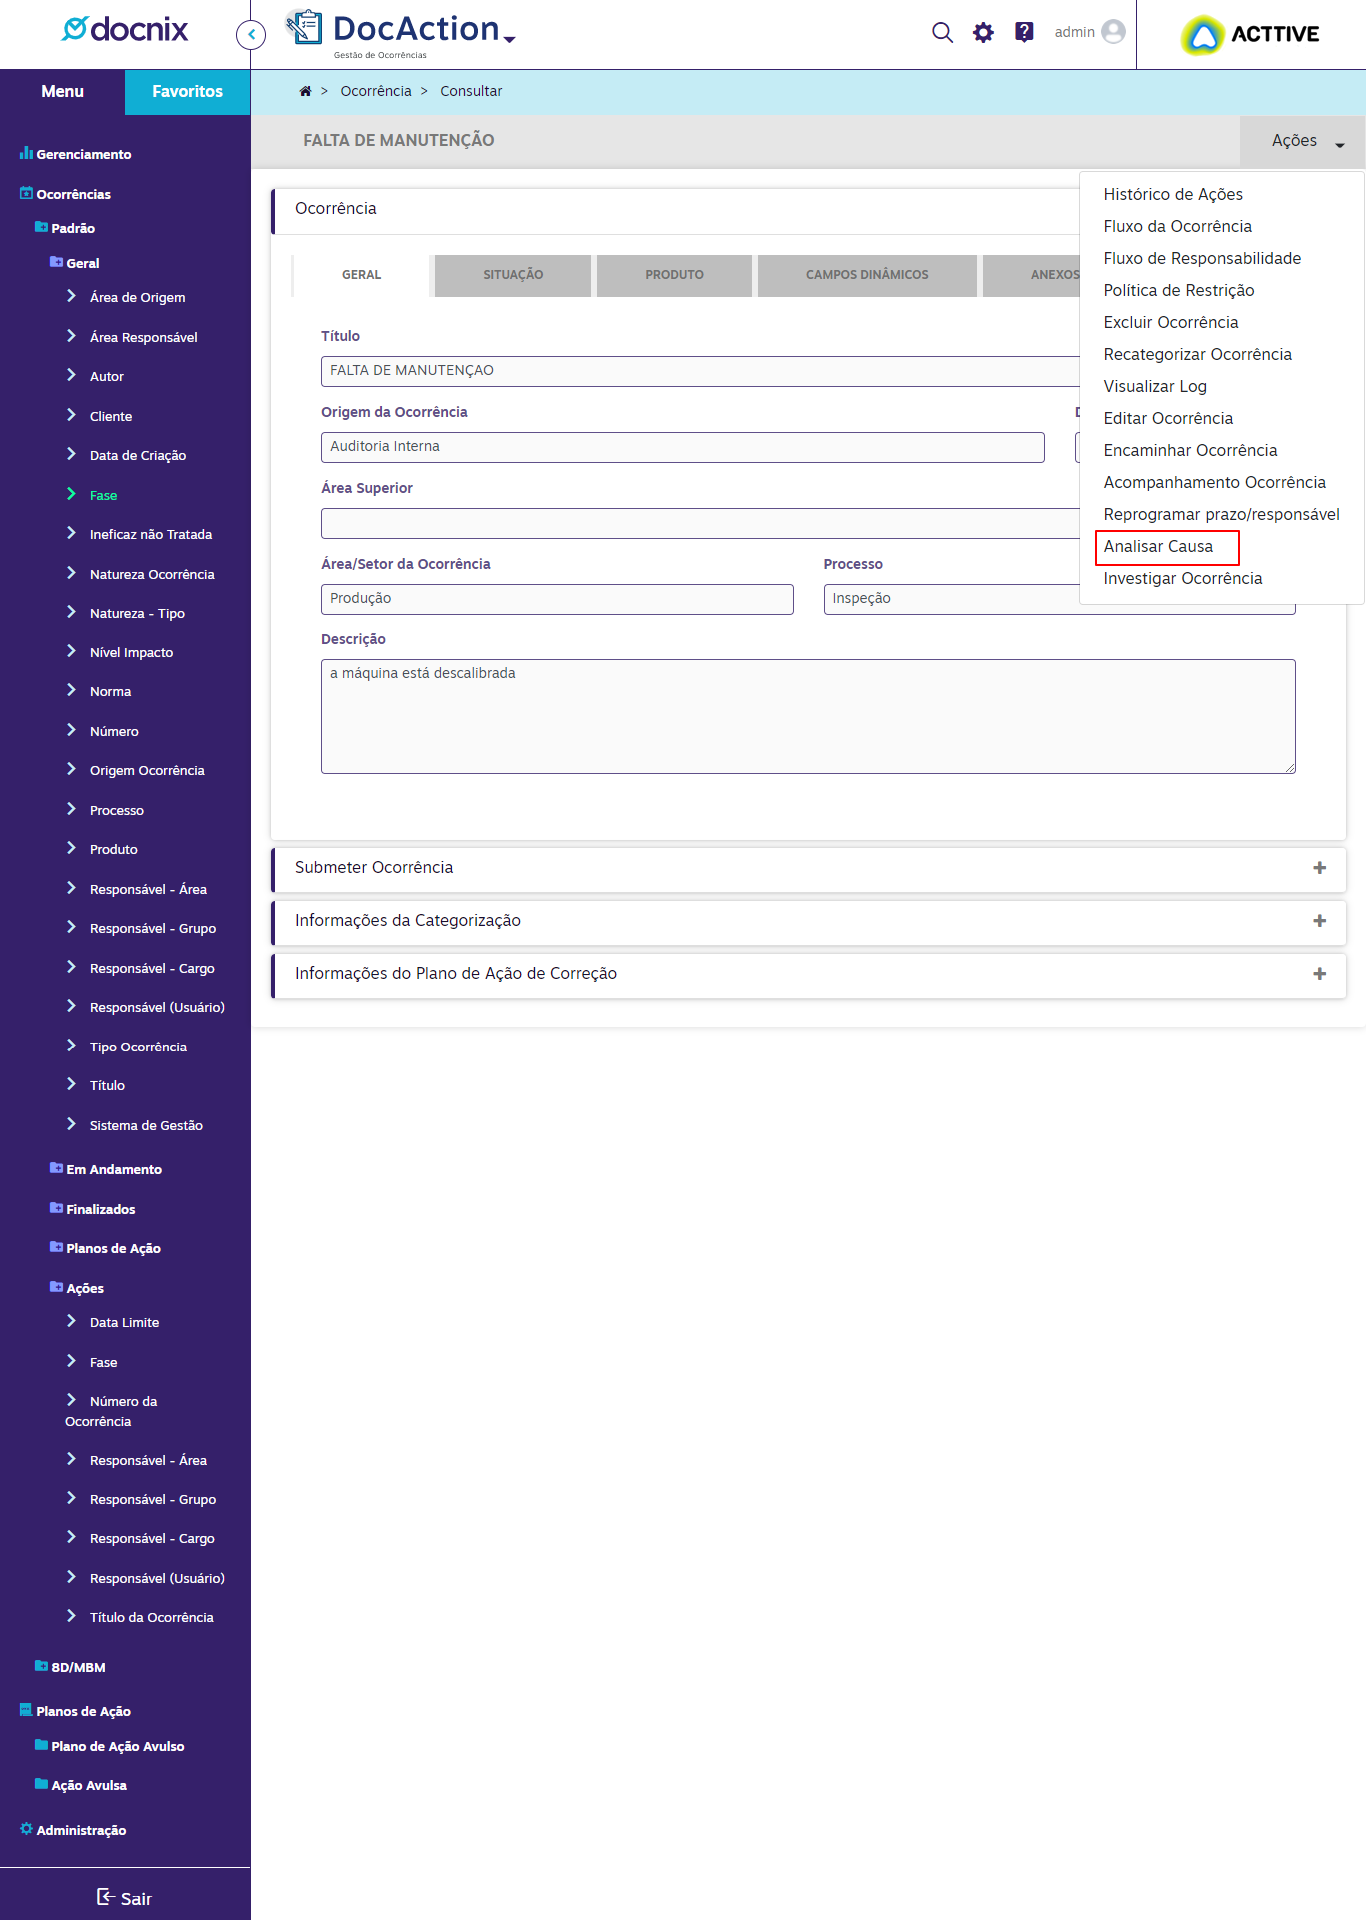 docnix
DocAction
Gestão de Ocorrências
admin
ACTTIVE
Menu
Favoritos
> Ocorrência > Consultar
FALTA DE MANUTENÇÃO
Ações
Gerenciamento
Ocorrências
Padrão
Geral
Área de Origem
Área Responsável
Autor
Cliente
Data de Criação
Fase
Ineficaz não Tratada
Natureza Ocorrência
Natureza - Tipo
Nível Impacto
Norma
Número
Origem Ocorrência
Processo
Produto
Responsável - Área
Responsável - Grupo
Responsável - Cargo
Responsável (Usuário)
Tipo Ocorrência
Título
Sistema de Gestão
Em Andamento
Finalizados
Planos de Ação
Ações
Data Limite
Fase
Número da
Ocorrência
Responsável - Área
Responsável - Grupo
Responsável - Cargo
Responsável (Usuário)
Título da Ocorrência
8D/MBM
Planos de Ação
Plano de Ação Avulso
Ação Avulsa
Administração
Sair
Ocorrência
GERAL
SITUAÇÃO
PRODUTO
CAMPOS DINÂMICOS
ANEXOS
Título
FALTA DE MANUTENÇAO
Origem da Ocorrência
Auditoria Interna
Área Superior
Área/Setor da Ocorrência
Processo
Produção
Inspeção
Descrição
a máquina está descalibrada
Submeter Ocorrência
Informações da Categorização
Informações do Plano de Ação de Correção
Histórico de Ações
Fluxo da Ocorrência
Fluxo de Responsabilidade
Política de Restrição
Excluir Ocorrência
Recategorizar Ocorrência
Visualizar Log
Editar Ocorrência
Encaminhar Ocorrência
Acompanhamento Ocorrência
Reprogramar prazo/responsável
Analisar Causa
Investigar Ocorrência